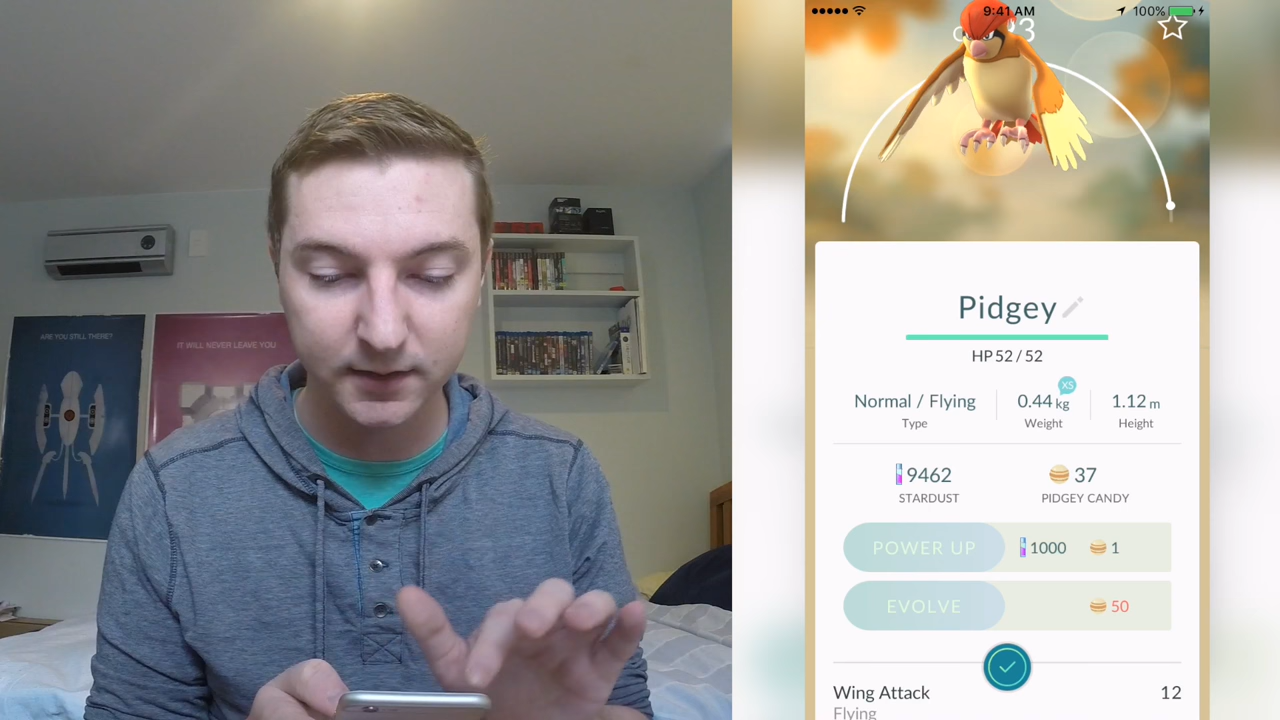 ARE YOU STILL THERE?
IT WILL NEVER LEAVE YOU
9:41 AM
100%
Pidgey
HP 52 / 52
XS
Normal / Flying 0.44 kg 1.12 m
Type Weight Height
9462 37
STARDUST PIDGEY CANDY
POWER UP 1000 1
EVOLVE 50
Wing Attack 12
Flying